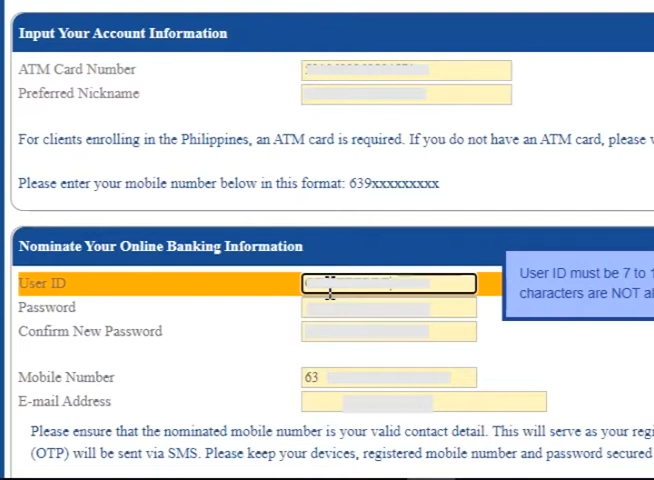 Input Your Account Information
ATM Card Number
Preferred Nickname
For clients enrolling in the Philippines, an ATM card is required. If you do not have an ATM card, please
Please enter your mobile number below in this format: 639xxxxxxxxx
Nominate Your Online Banking Information
User ID
User ID must be 7 to 1
characters are NOT al
Password
Confirm New Password
Mobile Number 63
E-mail Address
Please ensure that the nominated mobile number is your valid contact detail. This will serve as your regi
(OTP) will be sent via SMS. Please keep your devices, registered mobile number and password secured